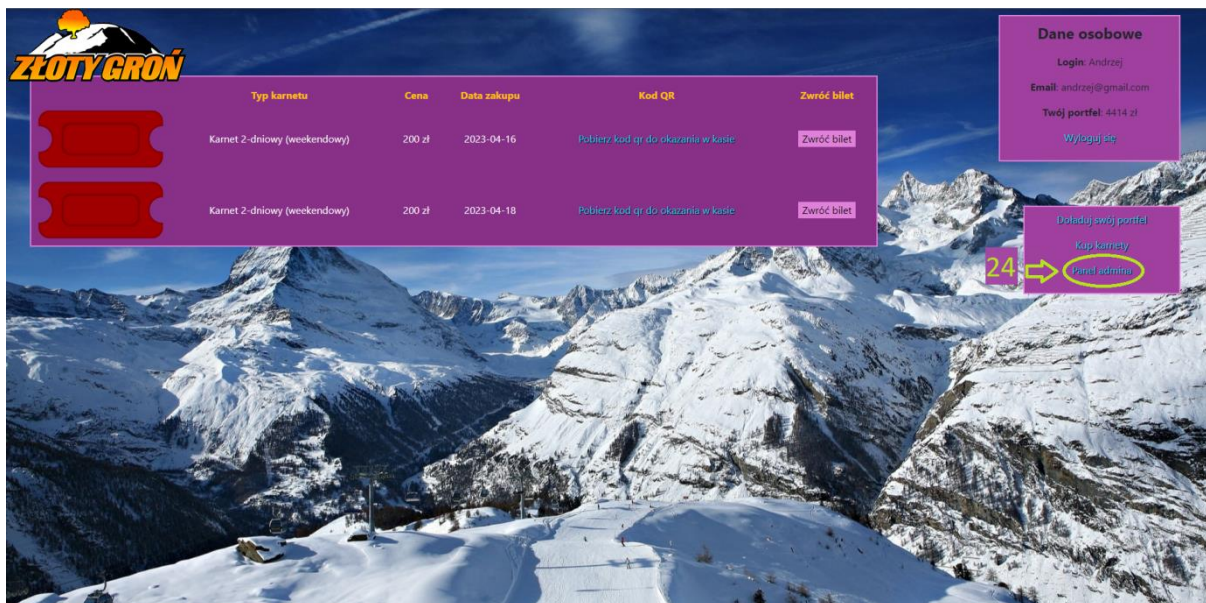 ZŁOTY GROŃ
Typ karnetu Cena Data zakupu Kod QR Zwróć bilet
Karnet 2-dniowy (weekendowy) 200 zł 2023-04-16 Pobierz kod qr do okazania w kasie Zwróć bilet
Karnet 2-dniowy (weekendowy) 200 zł 2023-04-18 Pobierz kod qr do okazania w kasie Zwróć bilet
Dane osobowe
Login: Andrzej
Email: andrzej@gmail.com
Twój portfel: 4414 zł
Wyloguj się
Doładuj swój portfel
Kup karnety
24 Panel admina